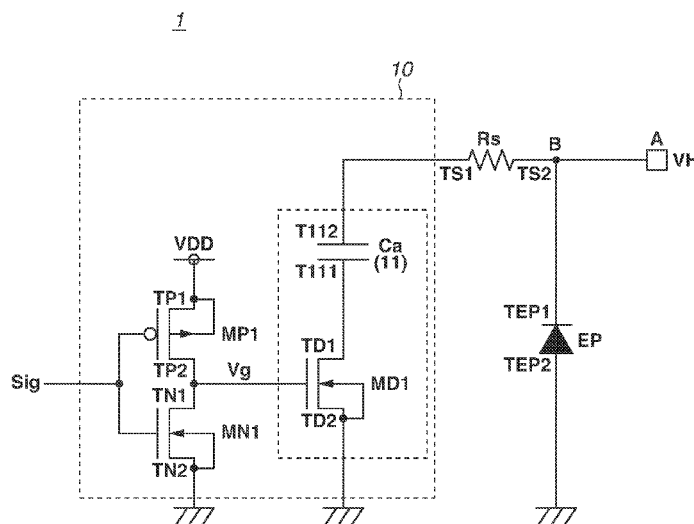 1
10
Rs
B
A
VH
TS1
TS2
T112
Ca
(11)
T111
VDD
TP1
MP1
TP2
TEP1
EP
TEP2
TD1
MD1
TD2
Sig
Vg
TN1
MN1
TN2